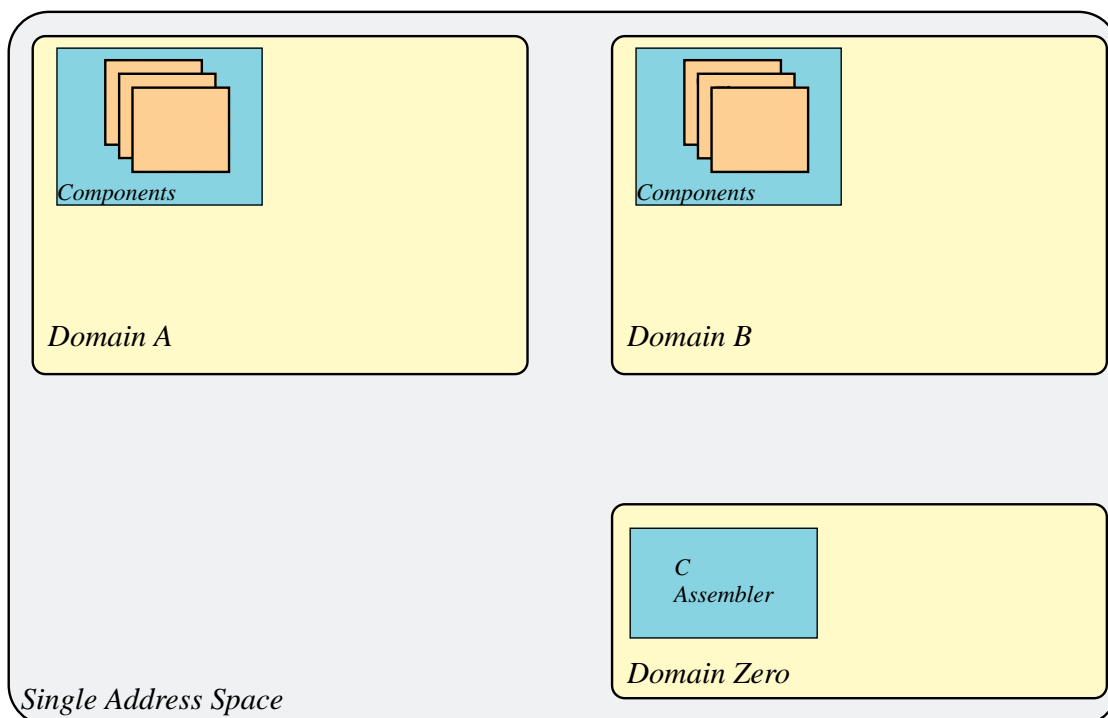 Components
Components
Domain A
Domain B
C
Assembler
Domain Zero
Single Address Space